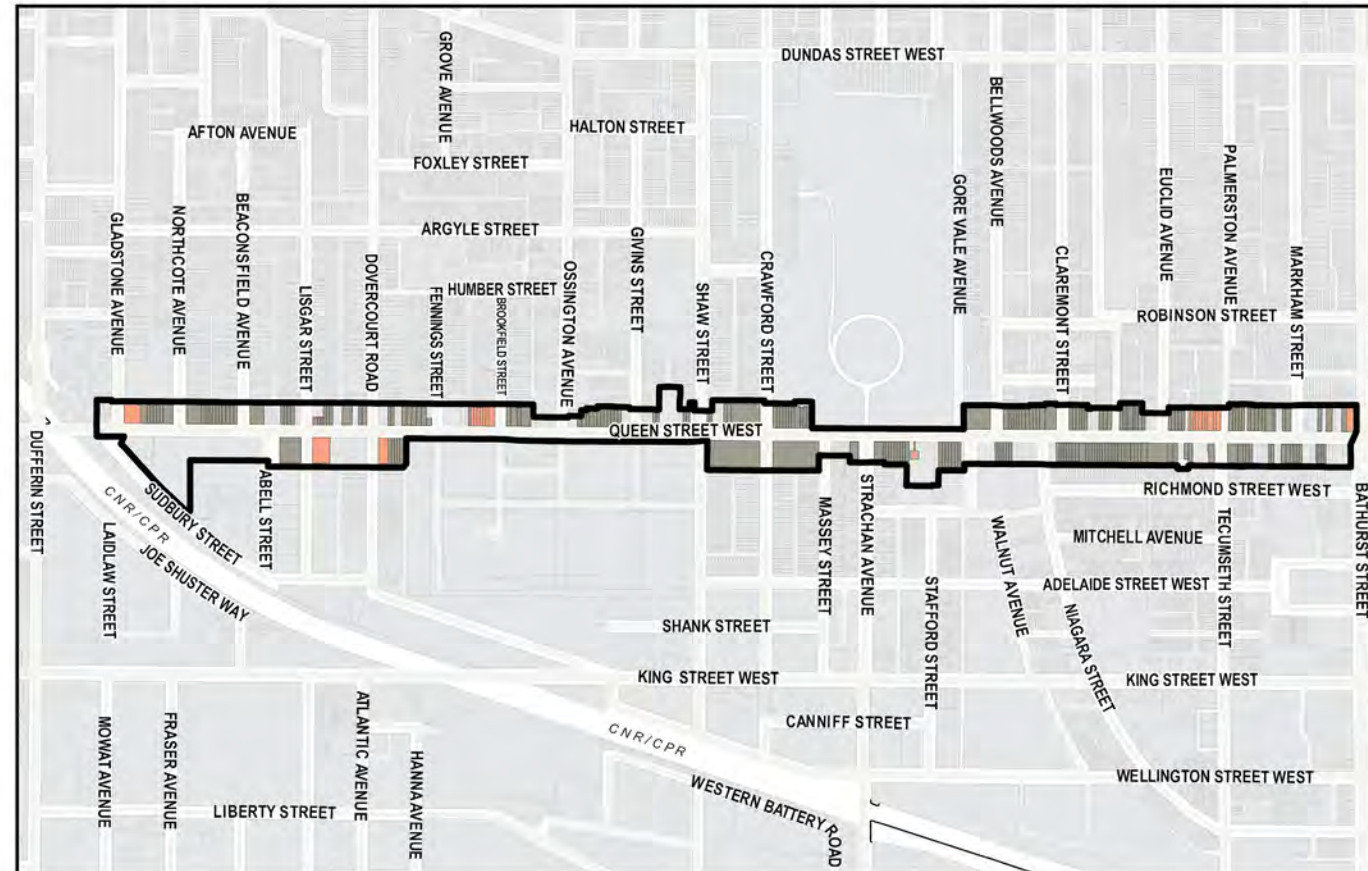 DUNDAS STREET WEST
GROVE AVENUE
BELLWOODS AVENUE
AFTON AVENUE
HALTON STREET
FOXLEY STREET
PALMERSTON AVENUE
GORE VALE AVENUE
EUCLID AVENUE
BEACONSFIELD AVENUE
NORTHCOTE AVENUE
GLADSTONE AVENUE
ARGYLE STREET
GIVINS STREET
OSSINGTON AVENUE
CRAWFORD STREET
CLAREMONT STREET
MARKHAM STREET
DOVERCOURT ROAD
LISGAR STREET
FENNINGS STREET
HUMBER STREET
BROOKFIELD STREET
SHAW STREET
ROBINSON STREET
QUEEN STREET WEST
DUFFERIN STREET
SUDBURY STREET
ABELL STREET
CNR/CPR
JOE SHUSTER WAY
LAIDLAW STREET
MASSEY STREET
STRACHAN AVENUE
STAFFORD STREET
WALNUT AVENUE
NIAGARA STREET
RICHMOND STREET WEST
MITCHELL AVENUE
ADELAIDE STREET WEST
TECUMSETH STREET
BATHURST STREET
SHANK STREET
KING STREET WEST
KING STREET WEST
CANNIFF STREET
MOWAT AVENUE
FRASER AVENUE
ATLANTIC AVENUE
HANNA AVENUE
CNR/CPR
WELLINGTON STREET WEST
WESTERN BATTERY ROAD
LIBERTY STREET